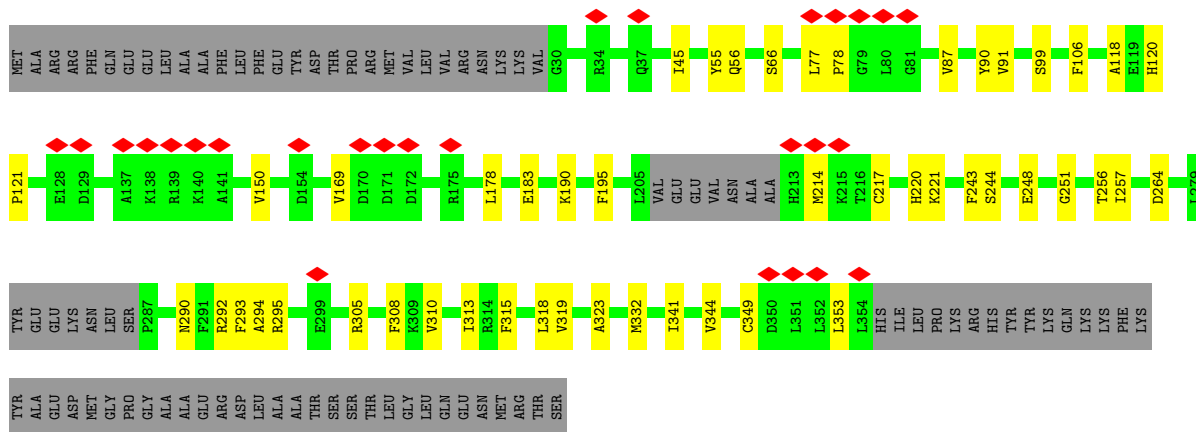 MET ALA ARG ARG PHE GLN GLU GLU LEU ALA ALA PHE LEU PHE GLU TYR ASP THR PRO ARG MET VAL LEU VAL ARG ASN LYS LYS VAL G30 R34 Q37 I45 Y55 Q56 S66 L77 P78 G79 L80 G81 V87 Y90 V91 S99 F106 A118 E119 H120
P121 E128 D129 A137 K138 R139 K140 A141 V150 D154 V169 D170 D171 D172 R175 L178 E183 K190 F195 L205 VAL GLU GLU VAL ASN ALA ALA H213 M214 K215 T216 C217 H220 K221 F243 S244 E248 G251 T256 I257 D264 L279
TYR GLU GLU LYS ASN LEU SER P287 N290 F291 R292 F293 A294 R295 E299 R305 F308 K309 V310 I313 R314 F315 L318 V319 A323 M332 I341 V344 C349 D350 L351 L352 L353 L354 HIS ILE LEU PRO LYS ARG HIS TYR TYR LYS GLN LYS LYS PHE LYS
TYR ALA GLU ASP MET GLY PRO GLY ALA ALA GLU ARG ASP LEU ALA ALA THR SER SER THR LEU GLY LEU GLN GLU ASN MET ARG THR SER